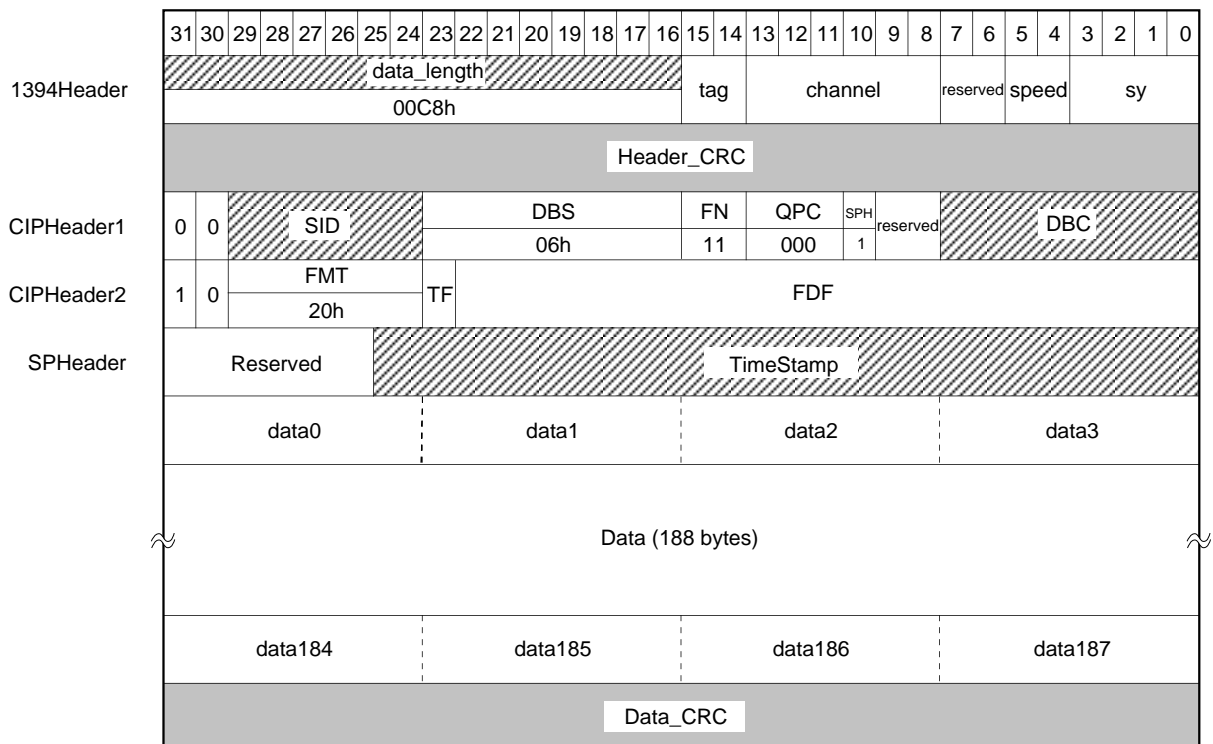 31 30 29 28 27 26 25 24 23 22 21 20 19 18 17 16 15 14 13 12 11 10 9 8 7 6 5 4 3 2 1 0
1394Header data_length tag channel reserved speed sy
00C8h
Header_CRC
CIPHeader1 0 0 SID DBS FN QPC SPH reserved DBC
06h 11 000 1
CIPHeader2 1 0 FMT TF FDF
20h
SPHeader Reserved TimeStamp
data0 data1 data2 data3
Data (188 bytes)
data184 data185 data186 data187
Data_CRC